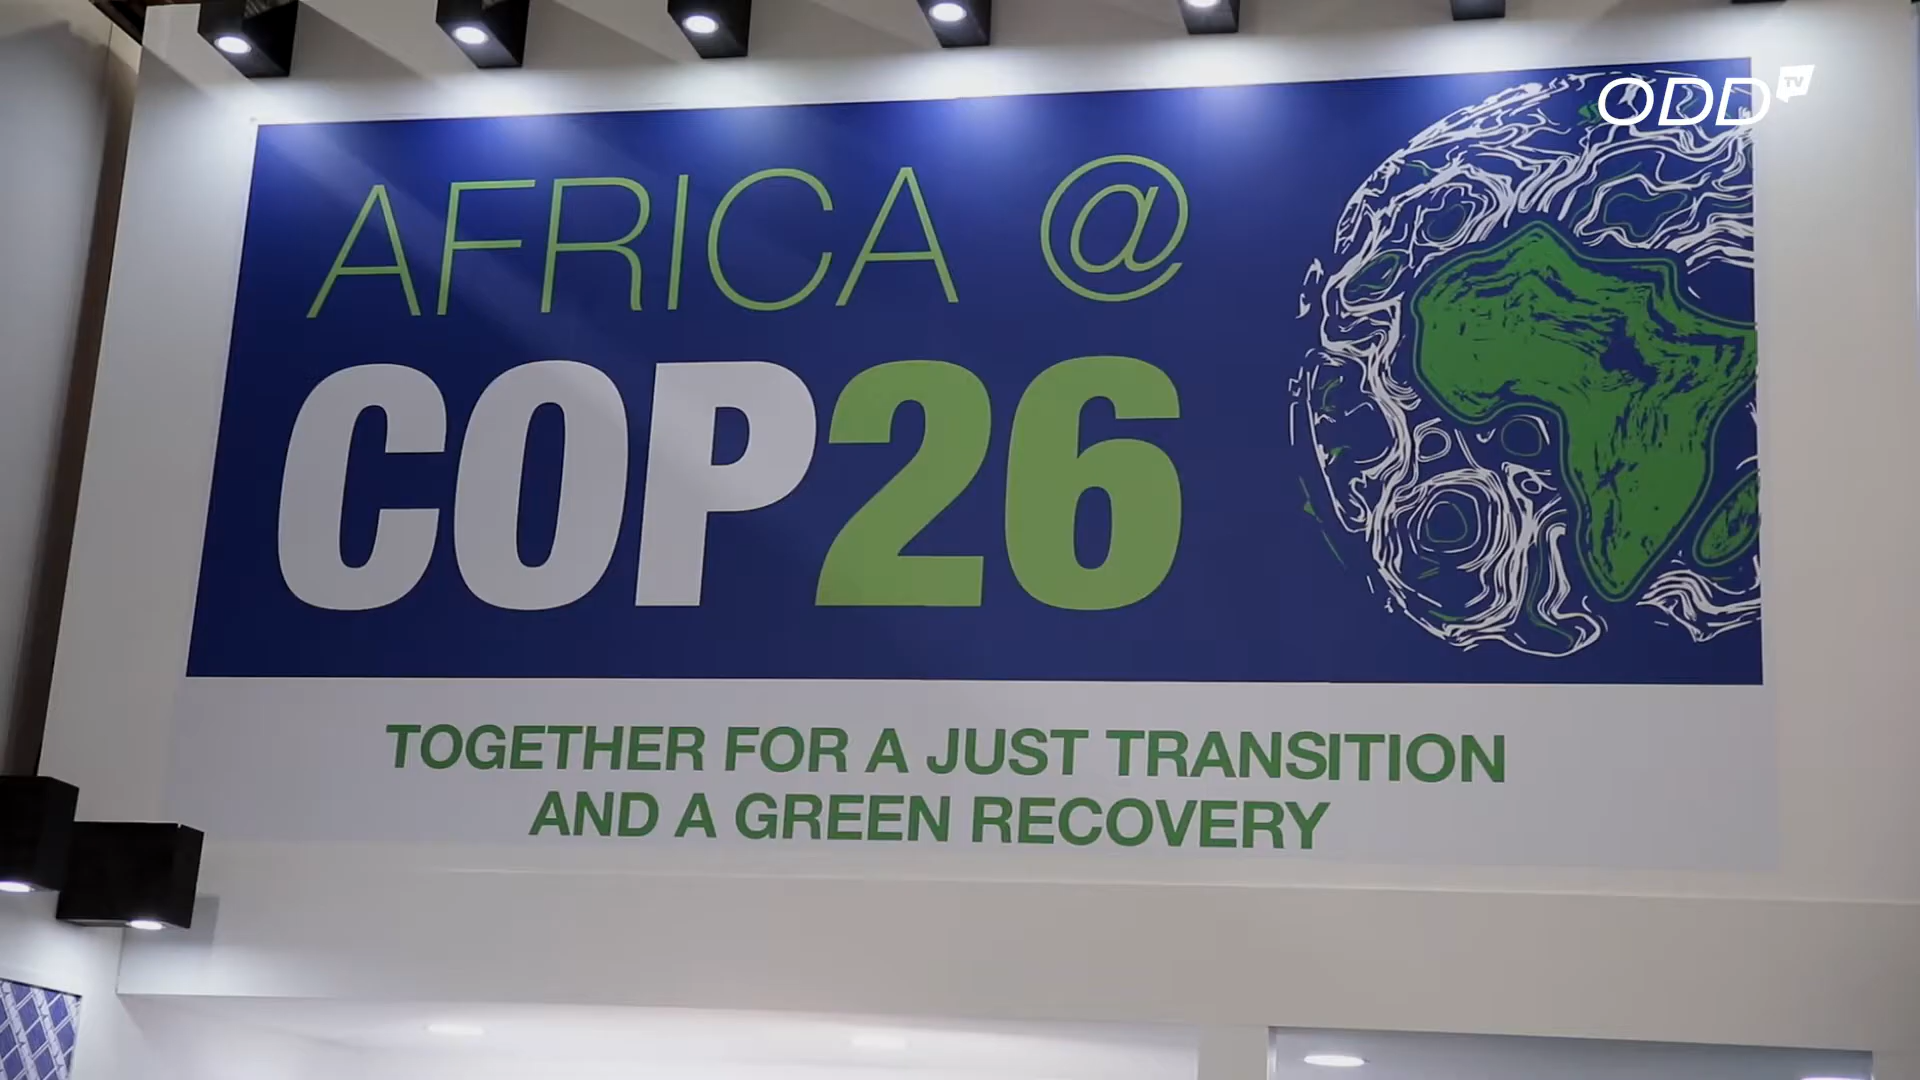 ODD TV
AFRICA @
COP26
TOGETHER FOR A JUST TRANSITION
AND A GREEN RECOVERY